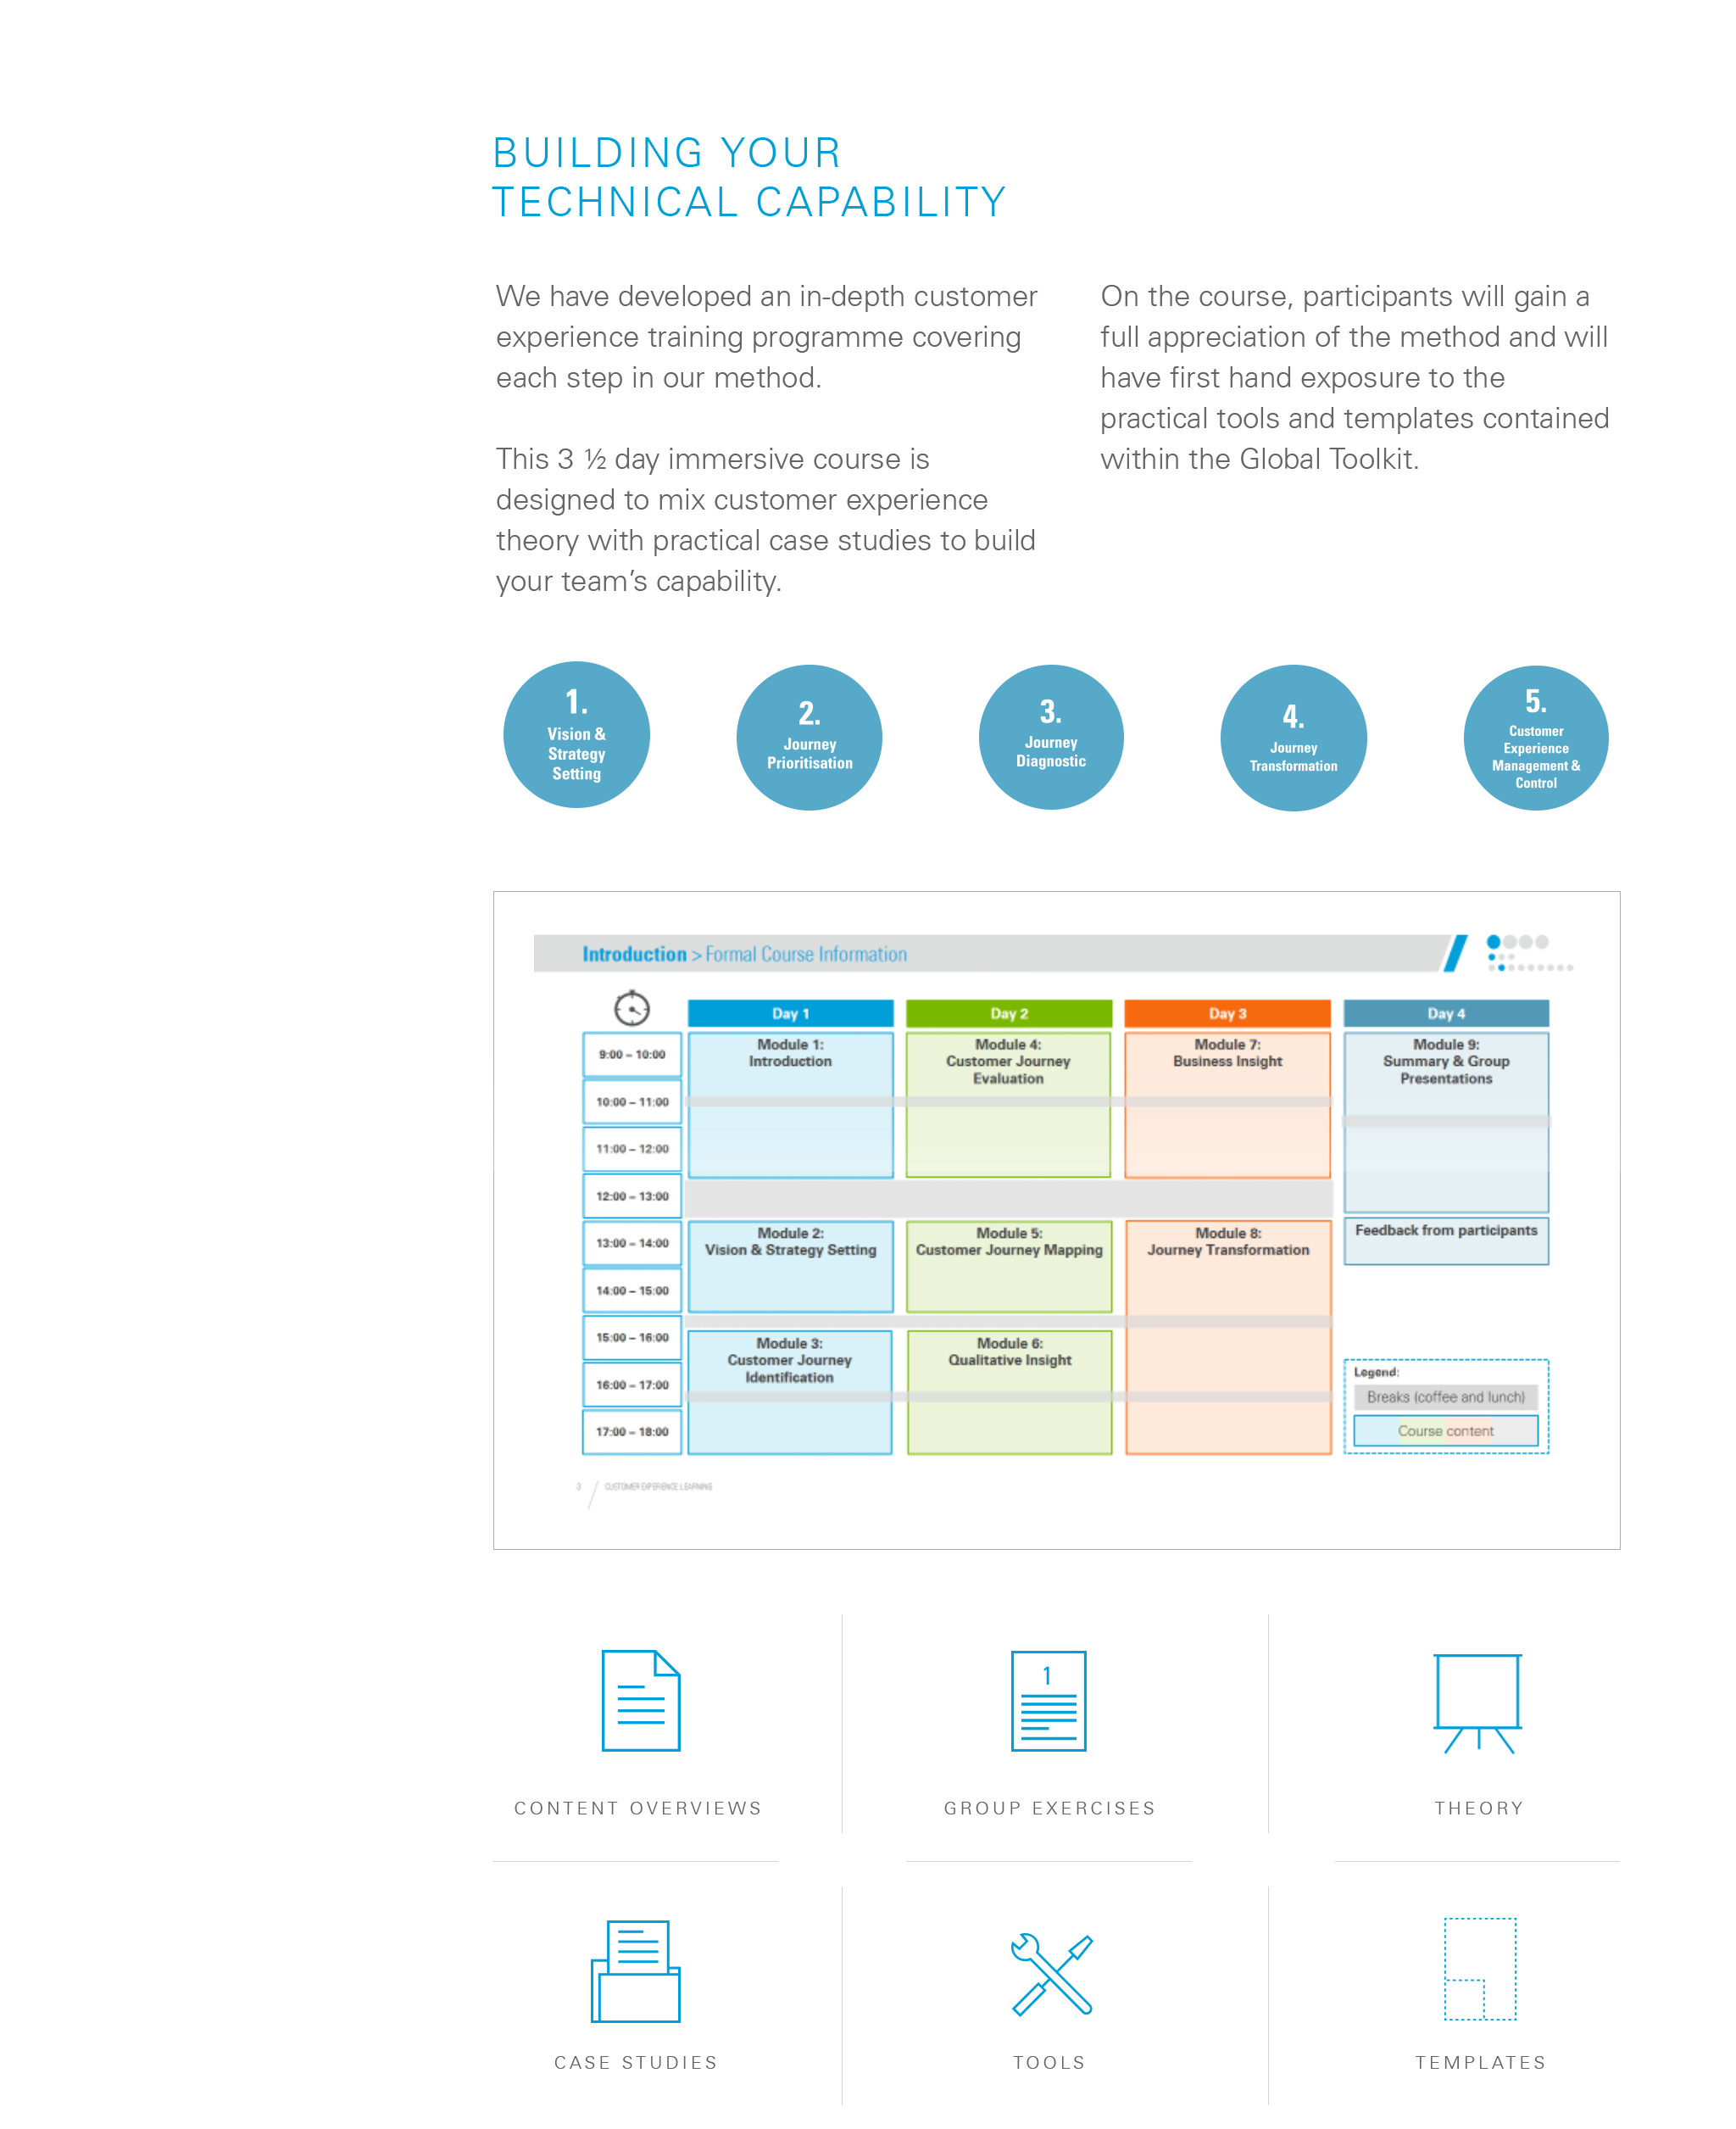 BUILDING YOUR
TECHNICAL CAPABILITY
We have developed an in-depth customer
experience training programme covering
each step in our method.
This 3 ½ day immersive course is
designed to mix customer experience
theory with practical case studies to build
your team’s capability.
On the course, participants will gain a
full appreciation of the method and will
have first hand exposure to the
practical tools and templates contained
within the Global Toolkit.
1.
Vision &
Strategy
Setting
2.
Journey
Prioritisation
3.
Journey
Diagnostic
4.
Journey
Transformation
5.
Customer
Experience
Management &
Control
Introduction > Formal Course Information
Day 1
Day 2
Day 3
Day 4
9:00 – 10:00
10:00 – 11:00
11:00 – 12:00
12:00 – 13:00
13:00 – 14:00
14:00 – 15:00
15:00 – 16:00
16:00 – 17:00
17:00 – 18:00
Module 1:
Introduction
Module 2:
Vision & Strategy Setting
Module 3:
Customer Journey
Identification
Module 4:
Customer Journey
Evaluation
Module 5:
Customer Journey Mapping
Module 6:
Qualitative Insight
Module 7:
Business Insight
Module 8:
Journey Transformation
Module 9:
Summary & Group
Presentations
Feedback from participants
Legend:
Breaks (coffee and lunch)
Course content
3
CUSTOMER EXPERIENCE LEARNING
CONTENT OVERVIEWS
GROUP EXERCISES
1
THEORY
CASE STUDIES
TOOLS
TEMPLATES